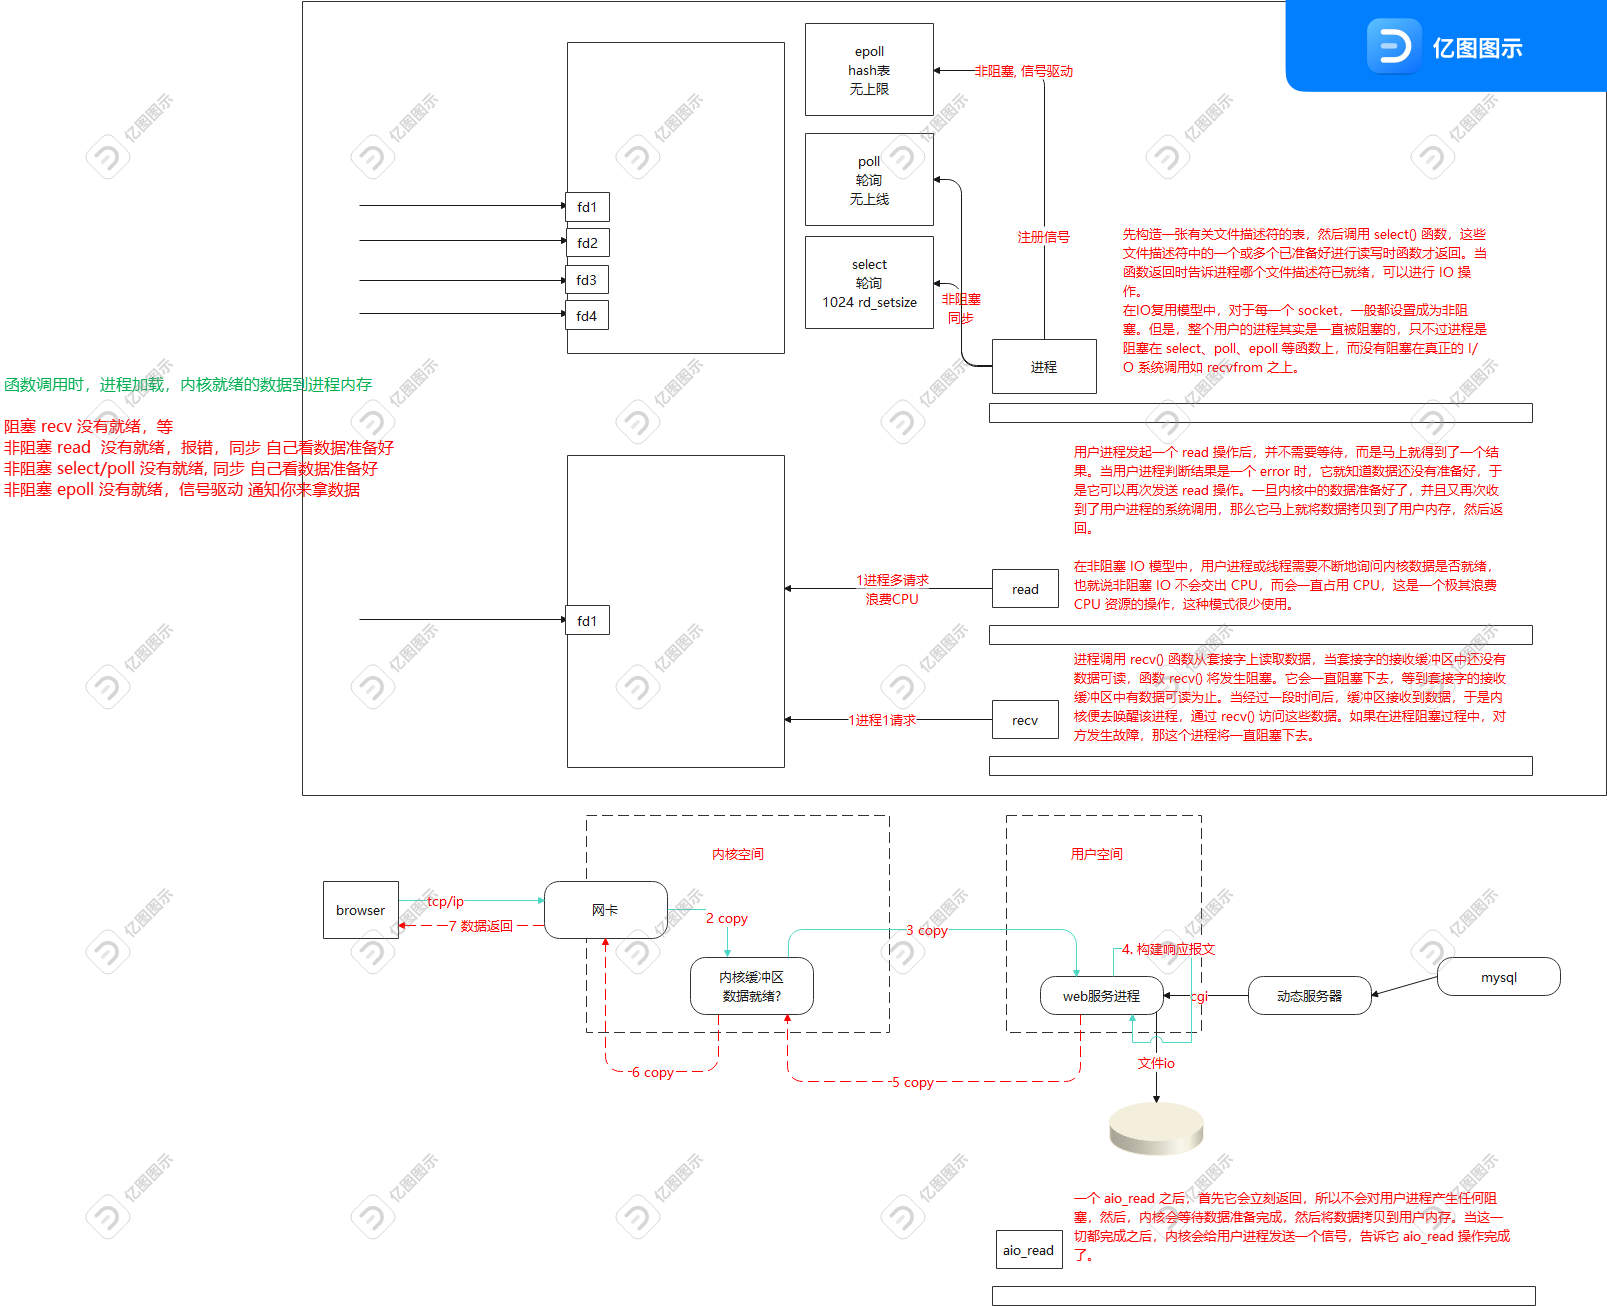 亿图图示
epoll
hash表
无上限
非阻塞, 信号驱动
poll
轮询
无上线
fd1
fd2
fd3
fd4
注册信号
select
轮询
1024 rd_setsize
非阻塞
同步
进程
先构造一张有关文件描述符的表，然后调用 select() 函数，这些
文件描述符中的一个或多个已准备好进行读写时函数才返回。当
函数返回时告诉进程哪个文件描述符已就绪，可以进行 IO 操
作。
在IO复用模型中，对于每一个 socket，一般都设置成为非阻
塞。但是，整个用户的进程其实是一直被阻塞的，只不过进程是
阻塞在 select、poll、epoll 等函数上，而没有阻塞在真正的 I/
O 系统调用如 recvfrom 之上。
函数调用时，进程加载，内核就绪的数据到进程内存
阻塞 recv 没有就绪，等
非阻塞 read  没有就绪，报错，同步 自己看数据准备好
非阻塞 select/poll 没有就绪, 同步 自己看数据准备好
非阻塞 epoll 没有就绪，信号驱动 通知你来拿数据
用户进程发起一个 read 操作后，并不需要等待，而是马上就得到了一个结
果。当用户进程判断结果是一个 error 时，它就知道数据还没有准备好，于
是它可以再次发送 read 操作。一旦内核中的数据准备好了，并且又再次收
到了用户进程的系统调用，那么它马上就将数据拷贝到了用户内存，然后返
回。
在非阻塞 IO 模型中，用户进程或线程需要不断地询问内核数据是否就绪，
也就说非阻塞 IO 不会交出 CPU，而会一直占用 CPU，这是一个极其浪费
CPU 资源的操作，这种模式很少使用。
1进程多请求
浪费CPU
read
fd1
进程调用 recv() 函数从套接字上读取数据，当套接字的接收缓冲区中还没有
数据可读，函数 recv() 将发生阻塞。它会一直阻塞下去，等到套接字的接收
缓冲区中有数据可读为止。当经过一段时间后，缓冲区接收到数据，于是内
核便去唤醒该进程，通过 recv() 访问这些数据。如果在进程阻塞过程中，对
方发生故障，那这个进程将一直阻塞下去。
1进程1请求
recv
内核空间
用户空间
browser
tcp/ip
7 数据返回
网卡
2 copy
3 copy
4. 构建响应报文
内核缓冲区
数据就绪?
web服务进程
cgi
动态服务器
mysql
6 copy
5 copy
文件io
一个 aio_read 之后，首先它会立刻返回，所以不会对用户进程产生任何阻
塞，然后，内核会等待数据准备完成，然后将数据拷贝到用户内存。当这一
切都完成之后，内核会给用户进程发送一个信号，告诉它 aio_read 操作完成
了。
aio_read